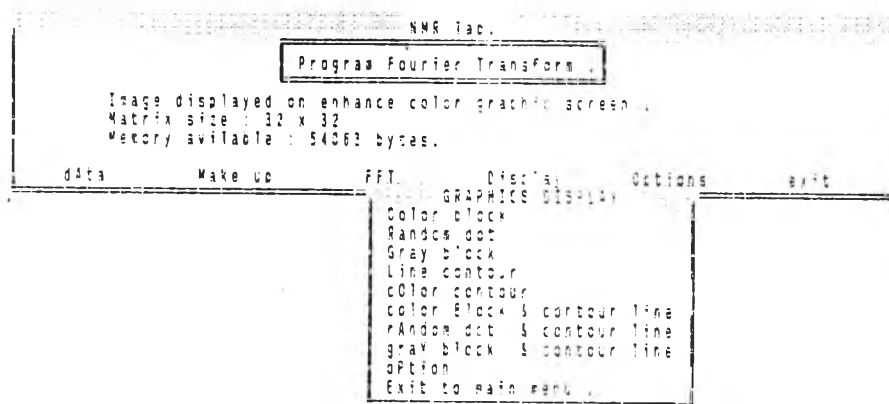 NMR Lab.
Program Fourier Transform .
Image displayed on enhance color graphic screen .
Matrix size : 32 x 32
Memory avilable : 54063 bytes.
dAta Make up FFT Display Options exit
GRAPHICS DISPLAY
Color block
Random dot
Gray block
Line contour
cOlor contour
color Block & contour line
rAndom dot & contour line
graY block & contour line
oPtion
Exit to main menu .